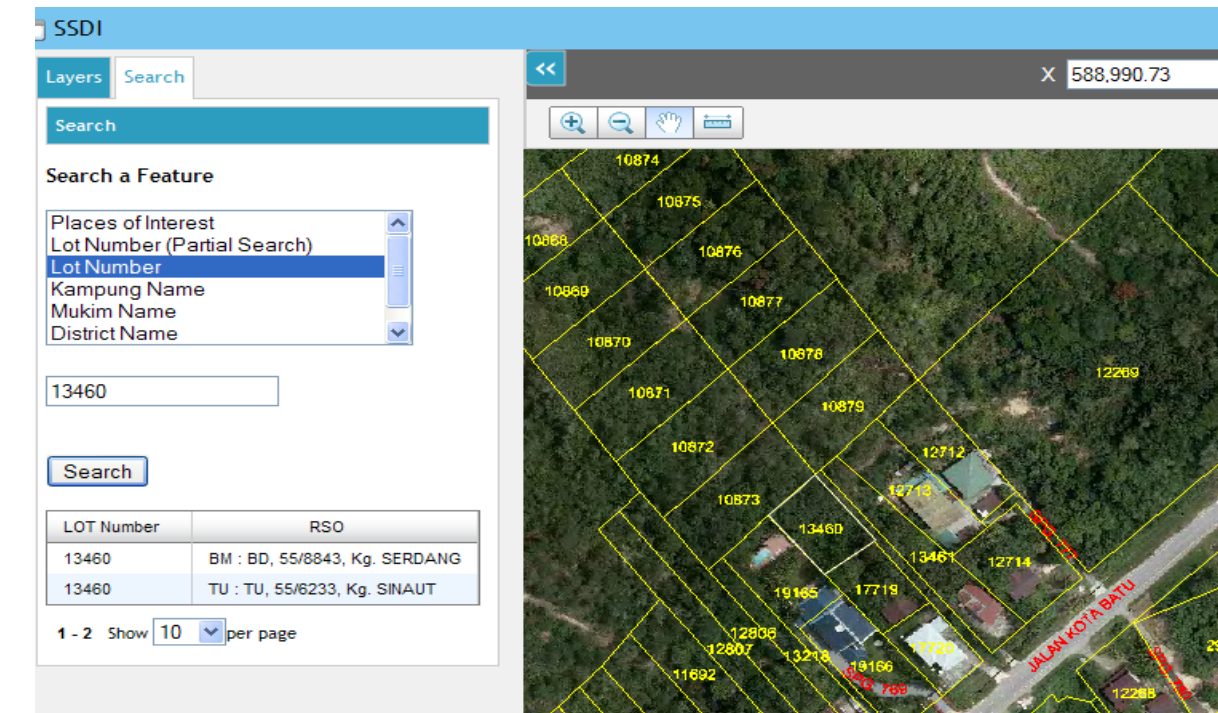 SSDI
Layers Search
X 588,990.73
Search
Search a Feature
Places of Interest
Lot Number (Partial Search)
Lot Number
Kampung Name
Mukim Name
District Name
13460
Search
LOT Number RSO
13460 BM : BD, 55/8843, Kg. SERDANG
13460 TU : TU, 55/6233, Kg. SINAUT
1 - 2 Show 10 per page
10874
10875
10868
10876
10869
10877
10870
10878
12269
10871
10879
10872
12712
12713
10873
13460
13461
12714
19165
17719
JALAN KOTA BATU
12806
12807
13218
17720
19166
11692
SPG. 769
12268